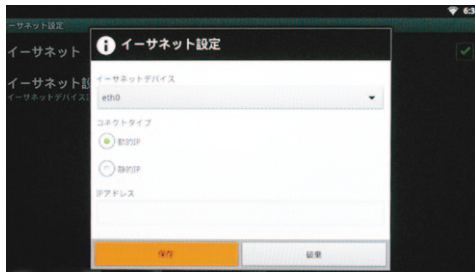 6:3
イーサネット設定
イーサネット
イーサネット設
イーサネットデバイス:
イーサネット設定
イーサネットデバイス
eth0
コネクトタイプ
動的IP
静的IP
IPアドレス
保存
破棄